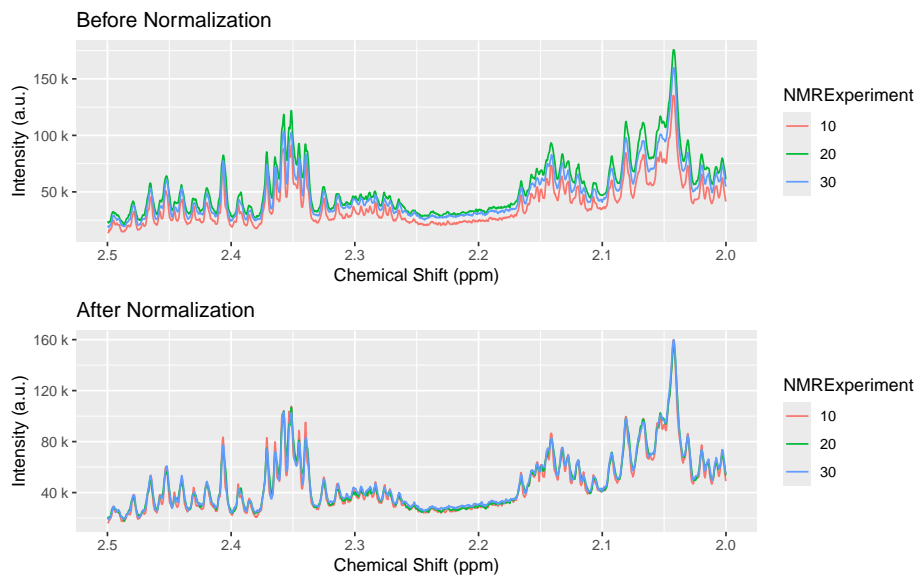 Before Normalization
Intensity (a.u.)
150 k
100 k
50 k
2.5 2.4 2.3 2.2 2.1 2.0
Chemical Shift (ppm)
NMRExperiment
10
20
30
After Normalization
Intensity (a.u.)
160 k
120 k
80 k
40 k
2.5 2.4 2.3 2.2 2.1 2.0
Chemical Shift (ppm)
NMRExperiment
10
20
30